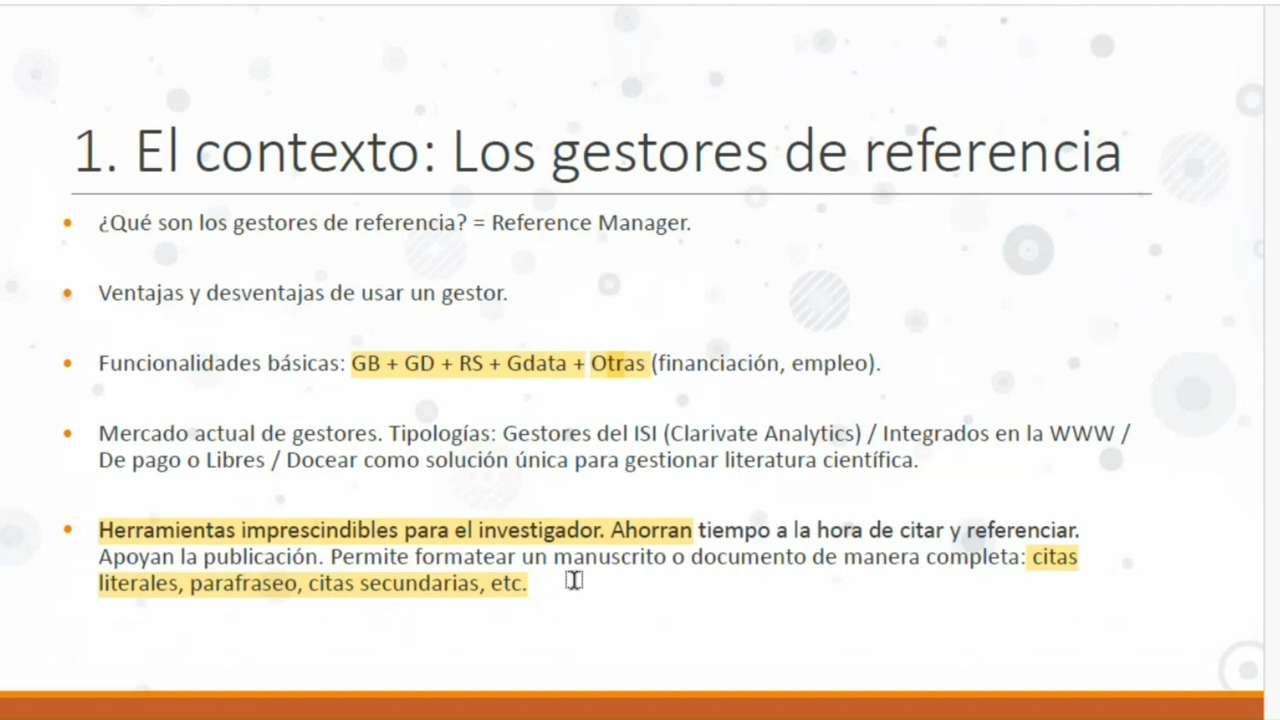 1. El contexto: Los gestores de referencia
• ¿Qué son los gestores de referencia? = Reference Manager.
• Ventajas y desventajas de usar un gestor.
• Funcionalidades básicas: GB + GD + RS + Gdata + Otras (financiación, empleo).
• Mercado actual de gestores. Tipologías: Gestores del ISI (Clarivate Analytics) / Integrados en la WWW /
De pago o Libres / Docear como solución única para gestionar literatura científica.
• Herramientas imprescindibles para el investigador. Ahorran tiempo a la hora de citar y referenciar.
Apoyan la publicación. Permite formatear un manuscrito o documento de manera completa: citas
literales, parafraseo, citas secundarias, etc.